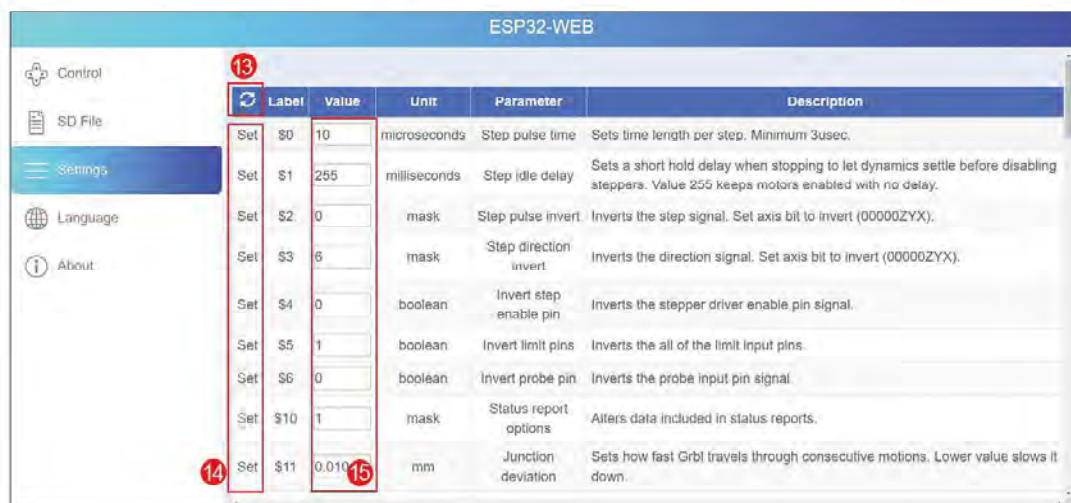 ESP32-WEB
Control
SD File
Settings
Language
About
13
Label Value Unit Parameter Description
Set $0 10 microseconds Step pulse time Sets time length per step. Minimum 3usec.
Set $1 255 milliseconds Step idle delay Sets a short hold delay when stopping to let dynamics settle before disabling
steppers. Value 255 keeps motors enabled with no delay.
Set $2 0 mask Step pulse invert Inverts the step signal. Set axis bit to invert (00000ZYX).
Set $3 6 mask Step direction
invert Inverts the direction signal. Set axis bit to invert (00000ZYX).
Set $4 0 boolean Invert step
enable pin Inverts the stepper driver enable pin signal.
Set $5 1 boolean Invert limit pins Inverts the all of the limit input pins.
Set $6 0 boolean Invert probe pin Inverts the probe input pin signal.
Set $10 1 mask Status report
options Alters data included in status reports.
14 Set $11 0.010 15 mm Junction
deviation Sets how fast Grbl travels through consecutive motions. Lower value slows it
down.